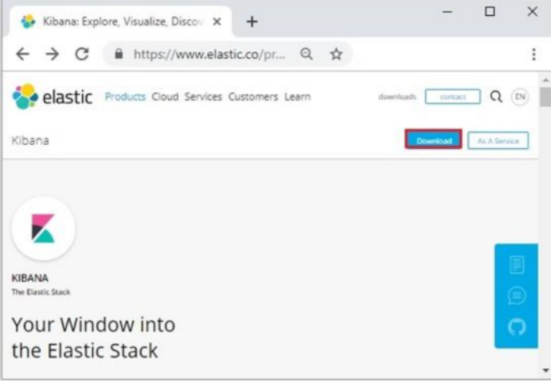 Kibana: Explore, Visualize, Discov
https://www.elastic.co/pr...
elastic Products Cloud Services Customers Learn downloads contact EN
Kibana Download As A Service
KIBANA
The Elastic Stack
Your Window into
the Elastic Stack